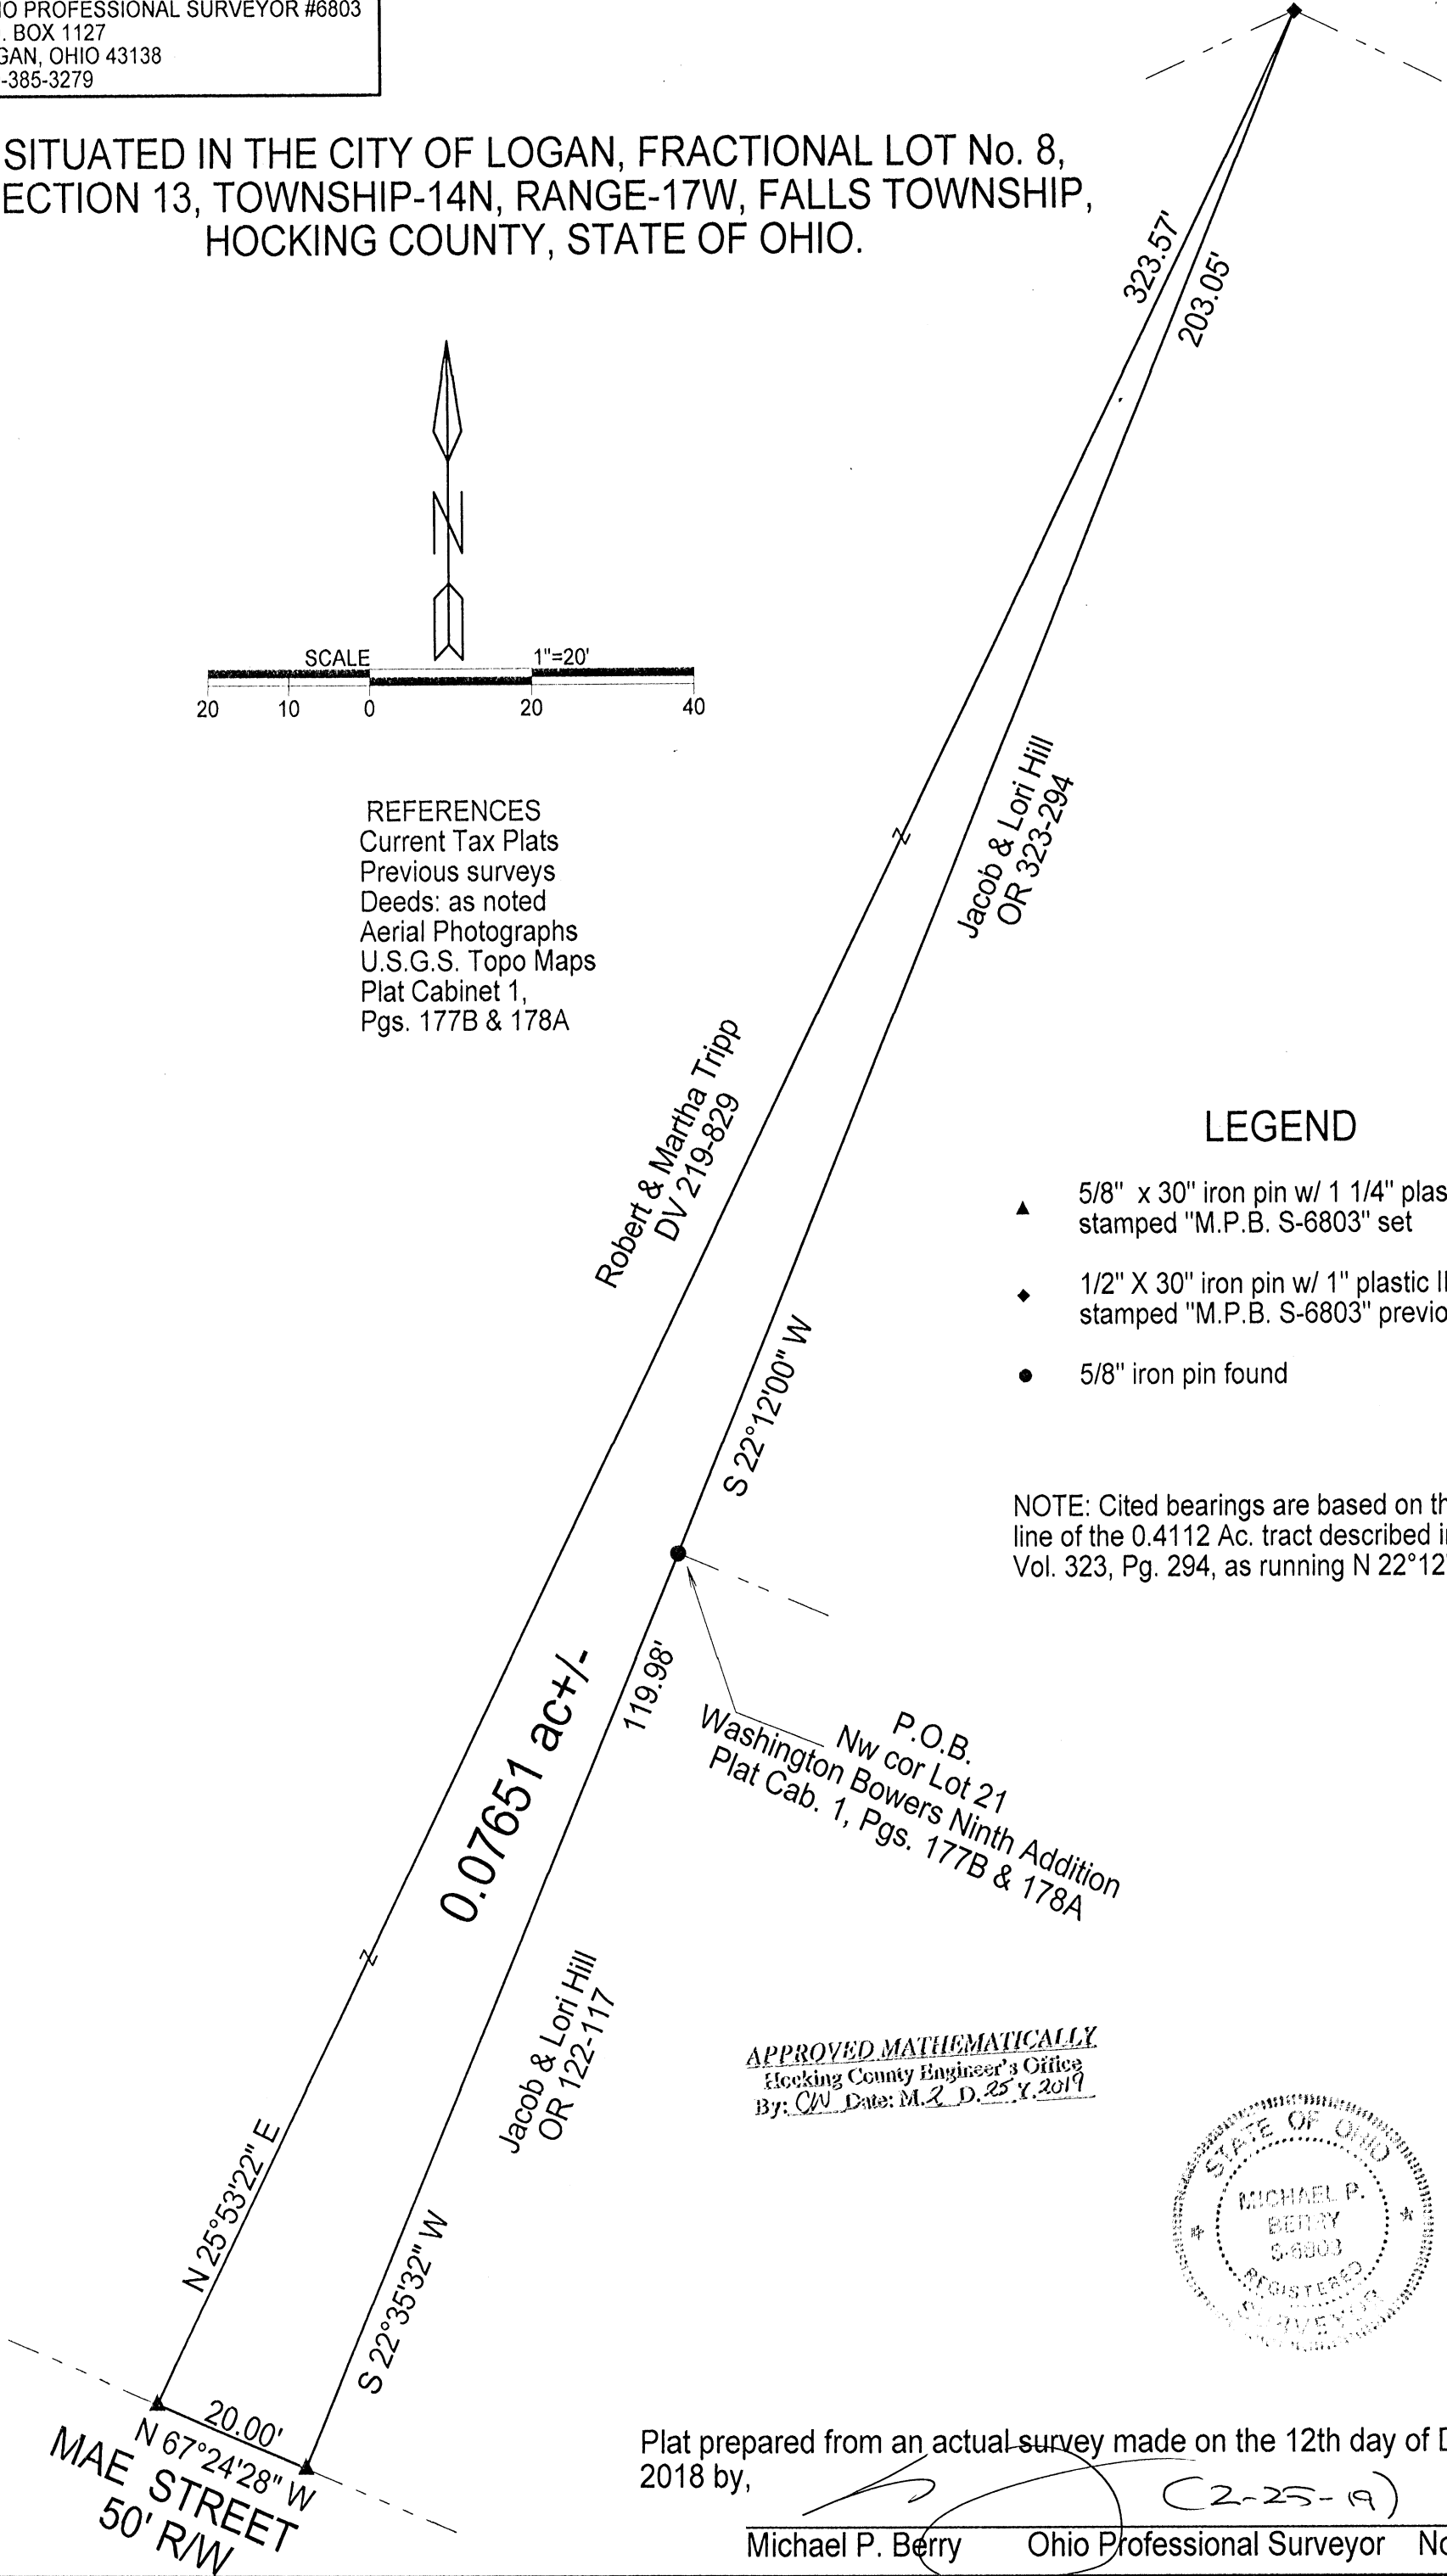 IO PROFESSIONAL SURVEYOR #6803
. BOX 1127
GAN, OHIO 43138
-385-3279
SITUATED IN THE CITY OF LOGAN, FRACTIONAL LOT No. 8,
ECTION 13, TOWNSHIP-14N, RANGE-17W, FALLS TOWNSHIP,
HOCKING COUNTY, STATE OF OHIO.
323.57'
203.05'
N
SCALE 1"=20'
20 10 0 20 40
REFERENCES
Current Tax Plats
Previous surveys
Deeds: as noted
Aerial Photographs
U.S.G.S. Topo Maps
Plat Cabinet 1,
Pgs. 177B & 178A
Jacob & Lori Hill
OR 323-294
Robert & Martha Tripp
DV 219-829
LEGEND
5/8" x 30" iron pin w/ 1 1/4" plas
stamped "M.P.B. S-6803" set
1/2" X 30" iron pin w/ 1" plastic I
stamped "M.P.B. S-6803" previo
5/8" iron pin found
S 22°12'00" W
NOTE: Cited bearings are based on th
line of the 0.4112 Ac. tract described i
Vol. 323, Pg. 294, as running N 22°12'
119.98'
0.07651 ac+/-
P.O.B.
Nw cor Lot 21
Washington Bowers Ninth Addition
Plat Cab. 1, Pgs. 177B & 178A
Jacob & Lori Hill
OR 122-117
APPROVED MATHEMATICALLY
Hocking County Engineer's Office
By: CW Date: M.2 D.25 Y.2019
STATE OF OHIO
MICHAEL P.
BERRY
S-6803
REGISTERED
SURVEYOR
N 25°53'22" E
S 22°35'32" W
20.00'
N 67°24'28" W
MAE STREET
50' R/W
Plat prepared from an actual survey made on the 12th day of D
2018 by,
(2-25-19)
Michael P. Berry Ohio Professional Surveyor No